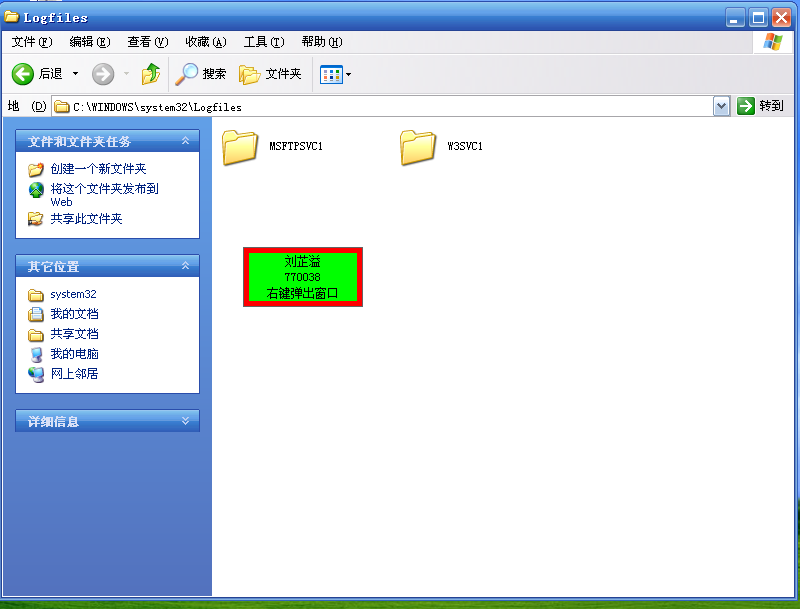 Logfiles
文件(F) 编辑(E) 查看(V) 收藏(A) 工具(T) 帮助(H)
后退 搜索 文件夹
地 (D) C:\WINDOWS\system32\Logfiles 转到
文件和文件夹任务
创建一个新文件夹
将这个文件夹发布到
Web
共享此文件夹
其它位置
system32
我的文档
共享文档
我的电脑
网上邻居
详细信息
MSFTPSVC1 W3SVC1
刘芷溢
770038
右键弹出窗口